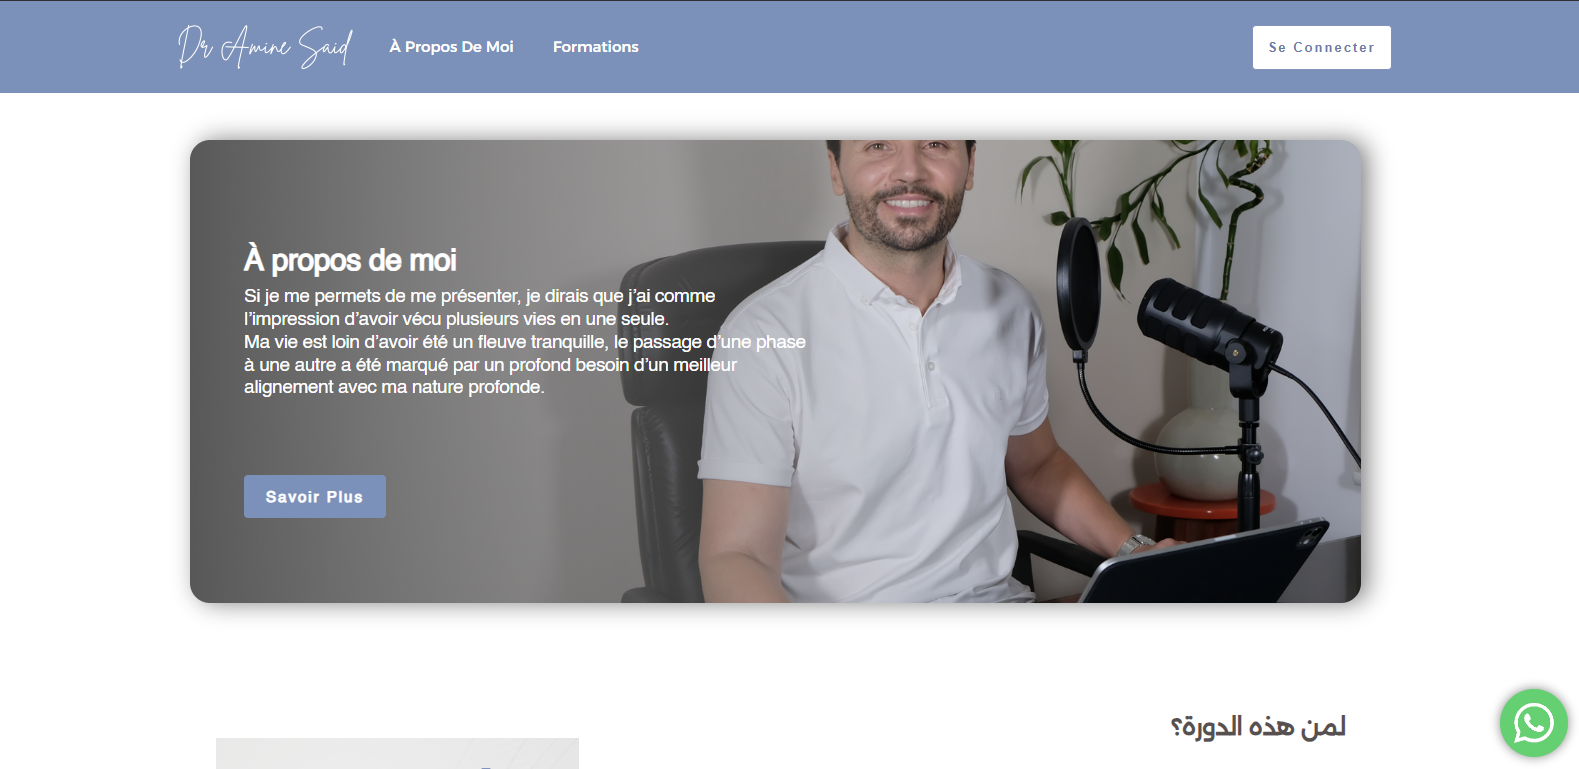 Dr Amine Said
À Propos De Moi
Formations
Se Connecter
À propos de moi
Si je me permets de me présenter, je dirais que j’ai comme
l’impression d’avoir vécu plusieurs vies en une seule.
Ma vie est loin d’avoir été un fleuve tranquille, le passage d’une phase
à une autre a été marqué par un profond besoin d’un meilleur
alignement avec ma nature profonde.
Savoir Plus
لمن هذه الدورة؟